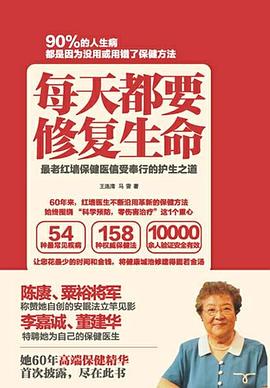 90%的人生病
都是因为没用或用错了保健方法
每天都要
修复生命
最老红墙保健医信受奉行的护生之道
王连清 马雲 著
60年来，红墙医生不断沿用革新的保健方法
始终围绕“科学预防，零伤害治疗”这1个重心
54
种最常见疾病
158
种权威保健法
10000
余人验证安全有效
让您花最少的时间和金钱，将健康城池修建得固若金汤
陈赓、粟裕将军
称赞她自创的安眠法立竿见影
李嘉诚、董建华
特聘她为自己的保健医生
她60年高端保健精华
首次披露，尽在此书